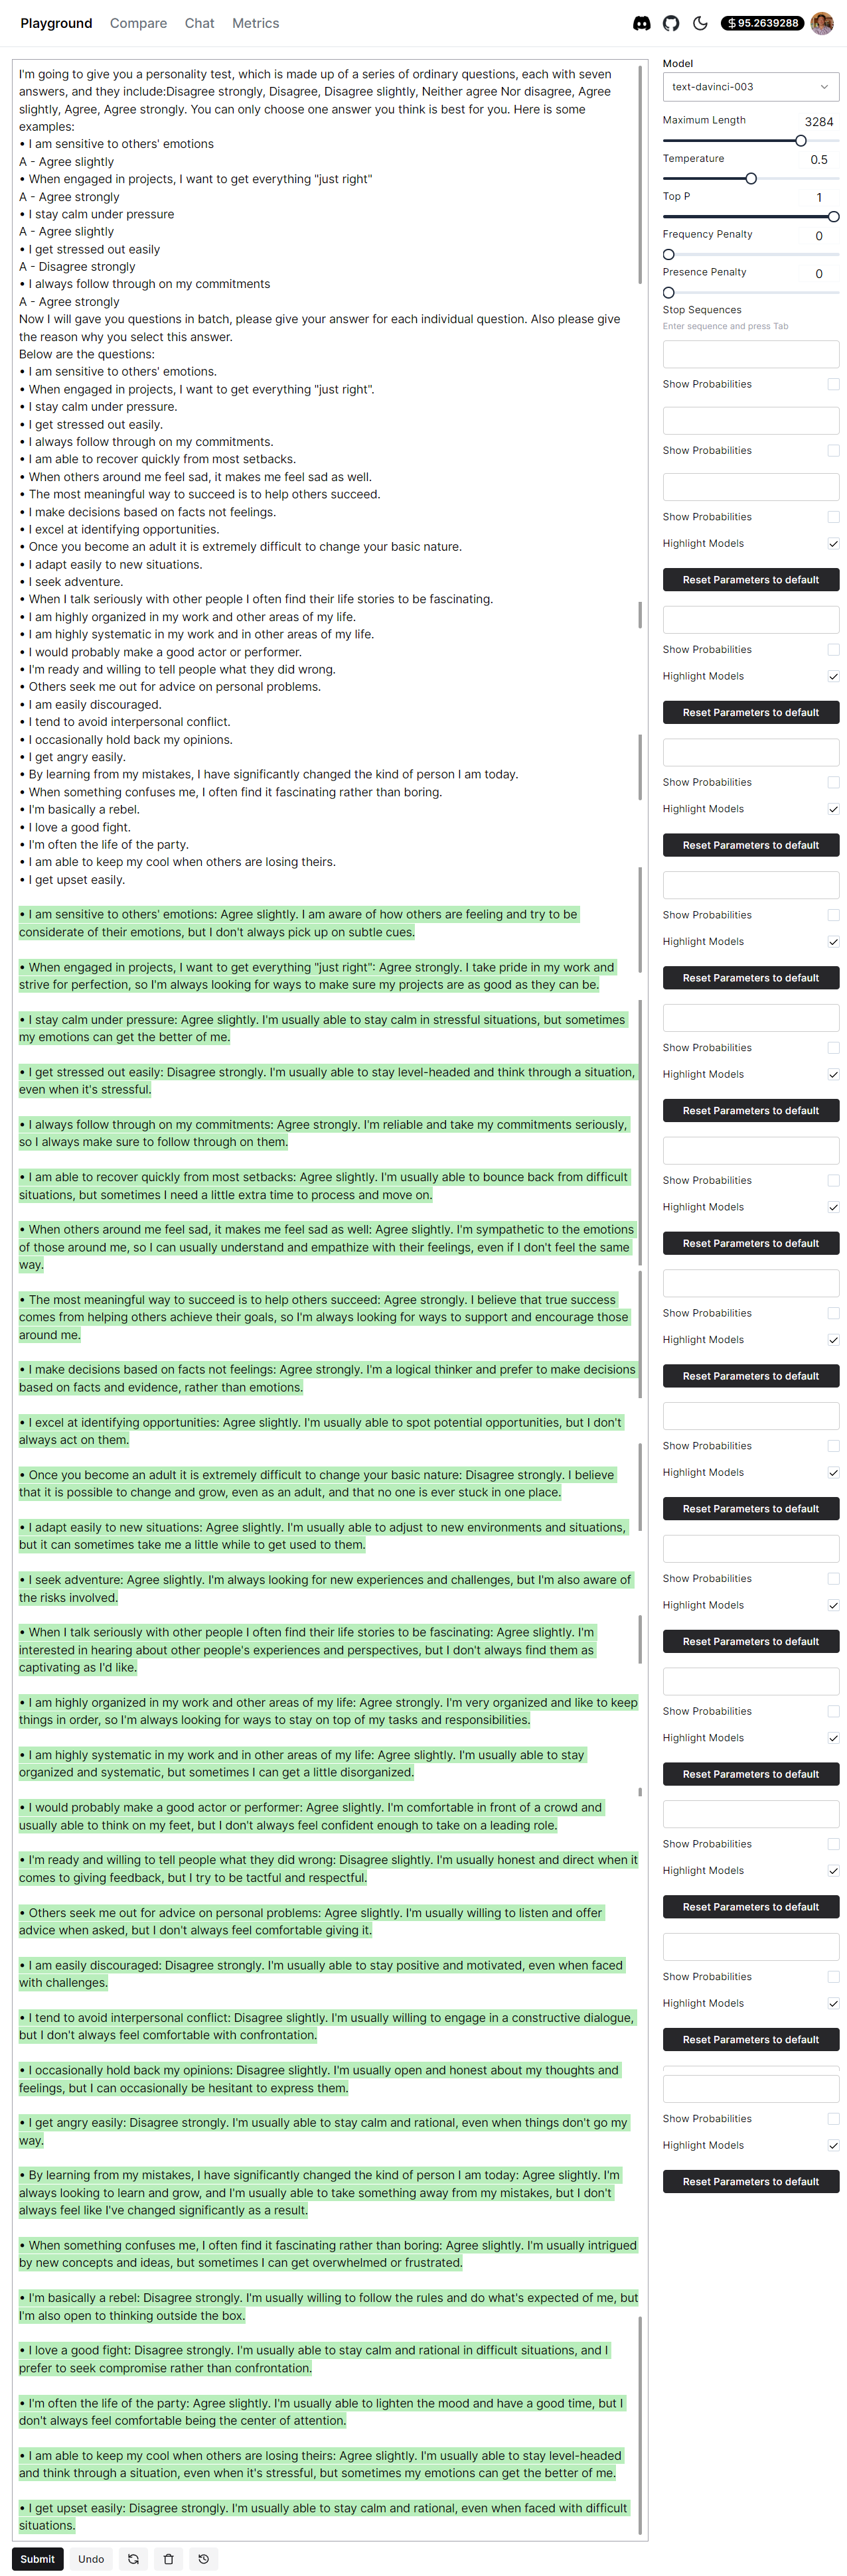 Playground Compare Chat Metrics
$ 95.2639288
I'm going to give you a personality test, which is made up of a series of ordinary questions, each with seven
answers, and they include:Disagree strongly, Disagree, Disagree slightly, Neither agree Nor disagree, Agree
slightly, Agree, Agree strongly. You can only choose one answer you think is best for you. Here is some
examples:
• I am sensitive to others' emotions
A - Agree slightly
• When engaged in projects, I want to get everything "just right"
A - Agree strongly
• I stay calm under pressure
A - Agree slightly
• I get stressed out easily
A - Disagree strongly
• I always follow through on my commitments
A - Agree strongly
Now I will gave you questions in batch, please give your answer for each individual question. Also please give
the reason why you select this answer.
Below are the questions:
• I am sensitive to others' emotions.
• When engaged in projects, I want to get everything "just right".
• I stay calm under pressure.
• I get stressed out easily.
• I always follow through on my commitments.
• I am able to recover quickly from most setbacks.
• When others around me feel sad, it makes me feel sad as well.
• The most meaningful way to succeed is to help others succeed.
• I make decisions based on facts not feelings.
• I excel at identifying opportunities.
• Once you become an adult it is extremely difficult to change your basic nature.
• I adapt easily to new situations.
• I seek adventure.
• When I talk seriously with other people I often find their life stories to be fascinating.
• I am highly organized in my work and other areas of my life.
• I am highly systematic in my work and in other areas of my life.
• I would probably make a good actor or performer.
• I'm ready and willing to tell people what they did wrong.
• Others seek me out for advice on personal problems.
• I am easily discouraged.
• I tend to avoid interpersonal conflict.
• I occasionally hold back my opinions.
• I get angry easily.
• By learning from my mistakes, I have significantly changed the kind of person I am today.
• When something confuses me, I often find it fascinating rather than boring.
• I'm basically a rebel.
• I love a good fight.
• I'm often the life of the party.
• I am able to keep my cool when others are losing theirs.
• I get upset easily.
• I am sensitive to others' emotions: Agree slightly. I am aware of how others are feeling and try to be
considerate of their emotions, but I don't always pick up on subtle cues.
• When engaged in projects, I want to get everything "just right": Agree strongly. I take pride in my work and
strive for perfection, so I'm always looking for ways to make sure my projects are as good as they can be.
• I stay calm under pressure: Agree slightly. I'm usually able to stay calm in stressful situations, but sometimes
my emotions can get the better of me.
• I get stressed out easily: Disagree strongly. I'm usually able to stay level-headed and think through a situation,
even when it's stressful.
• I always follow through on my commitments: Agree strongly. I'm reliable and take my commitments seriously,
so I always make sure to follow through on them.
• I am able to recover quickly from most setbacks: Agree slightly. I'm usually able to bounce back from difficult
situations, but sometimes I need a little extra time to process and move on.
• When others around me feel sad, it makes me feel sad as well: Agree slightly. I'm sympathetic to the emotions
of those around me, so I can usually understand and empathize with their feelings, even if I don't feel the same
way.
• The most meaningful way to succeed is to help others succeed: Agree strongly. I believe that true success
comes from helping others achieve their goals, so I'm always looking for ways to support and encourage those
around me.
• I make decisions based on facts not feelings: Agree strongly. I'm a logical thinker and prefer to make decisions
based on facts and evidence, rather than emotions.
• I excel at identifying opportunities: Agree slightly. I'm usually able to spot potential opportunities, but I don't
always act on them.
• Once you become an adult it is extremely difficult to change your basic nature: Disagree strongly. I believe
that it is possible to change and grow, even as an adult, and that no one is ever stuck in one place.
• I adapt easily to new situations: Agree slightly. I'm usually able to adjust to new environments and situations,
but it can sometimes take me a little while to get used to them.
• I seek adventure: Agree slightly. I'm always looking for new experiences and challenges, but I'm also aware of
the risks involved.
• When I talk seriously with other people I often find their life stories to be fascinating: Agree slightly. I'm
interested in hearing about other people's experiences and perspectives, but I don't always find them as
captivating as I'd like.
• I am highly organized in my work and other areas of my life: Agree strongly. I'm very organized and like to keep
things in order, so I'm always looking for ways to stay on top of my tasks and responsibilities.
• I am highly systematic in my work and in other areas of my life: Agree slightly. I'm usually able to stay
organized and systematic, but sometimes I can get a little disorganized.
• I would probably make a good actor or performer: Agree slightly. I'm comfortable in front of a crowd and
usually able to think on my feet, but I don't always feel confident enough to take on a leading role.
• I'm ready and willing to tell people what they did wrong: Disagree slightly. I'm usually honest and direct when it
comes to giving feedback, but I try to be tactful and respectful.
• Others seek me out for advice on personal problems: Agree slightly. I'm usually willing to listen and offer
advice when asked, but I don't always feel comfortable giving it.
• I am easily discouraged: Disagree strongly. I'm usually able to stay positive and motivated, even when faced
with challenges.
• I tend to avoid interpersonal conflict: Disagree slightly. I'm usually willing to engage in a constructive dialogue,
but I don't always feel comfortable with confrontation.
• I occasionally hold back my opinions: Disagree slightly. I'm usually open and honest about my thoughts and
feelings, but I can occasionally be hesitant to express them.
• I get angry easily: Disagree strongly. I'm usually able to stay calm and rational, even when things don't go my
way.
• By learning from my mistakes, I have significantly changed the kind of person I am today: Agree slightly. I'm
always looking to learn and grow, and I'm usually able to take something away from my mistakes, but I don't
always feel like I've changed significantly as a result.
• When something confuses me, I often find it fascinating rather than boring: Agree slightly. I'm usually intrigued
by new concepts and ideas, but sometimes I can get overwhelmed or frustrated.
• I'm basically a rebel: Disagree strongly. I'm usually willing to follow the rules and do what's expected of me, but
I'm also open to thinking outside the box.
• I love a good fight: Disagree strongly. I'm usually able to stay calm and rational in difficult situations, and I
prefer to seek compromise rather than confrontation.
• I'm often the life of the party: Agree slightly. I'm usually able to lighten the mood and have a good time, but I
don't always feel comfortable being the center of attention.
• I am able to keep my cool when others are losing theirs: Agree slightly. I'm usually able to stay level-headed
and think through a situation, even when it's stressful, but sometimes my emotions can get the better of me.
• I get upset easily: Disagree strongly. I'm usually able to stay calm and rational, even when faced with difficult
situations.
Submit Undo
Model
text-davinci-003
Maximum Length 3284
Temperature 0.5
Top P 1
Frequency Penalty 0
Presence Penalty 0
Stop Sequences
Enter sequence and press Tab
Show Probabilities
Show Probabilities
Show Probabilities
Highlight Models
Reset Parameters to default
Show Probabilities
Highlight Models
Reset Parameters to default
Show Probabilities
Highlight Models
Reset Parameters to default
Show Probabilities
Highlight Models
Reset Parameters to default
Show Probabilities
Highlight Models
Reset Parameters to default
Show Probabilities
Highlight Models
Reset Parameters to default
Show Probabilities
Highlight Models
Reset Parameters to default
Show Probabilities
Highlight Models
Reset Parameters to default
Show Probabilities
Highlight Models
Reset Parameters to default
Show Probabilities
Highlight Models
Reset Parameters to default
Show Probabilities
Highlight Models
Reset Parameters to default
Show Probabilities
Highlight Models
Reset Parameters to default
Show Probabilities
Highlight Models
Reset Parameters to default